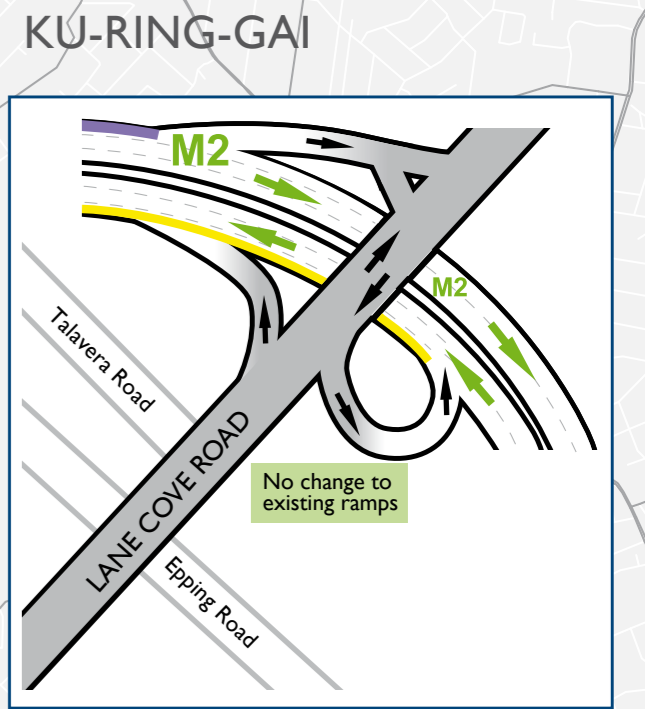 KU-RING-GAI
M2
M2
Talavera Road
LANE COVE ROAD
No change to
existing ramps
Epping Road